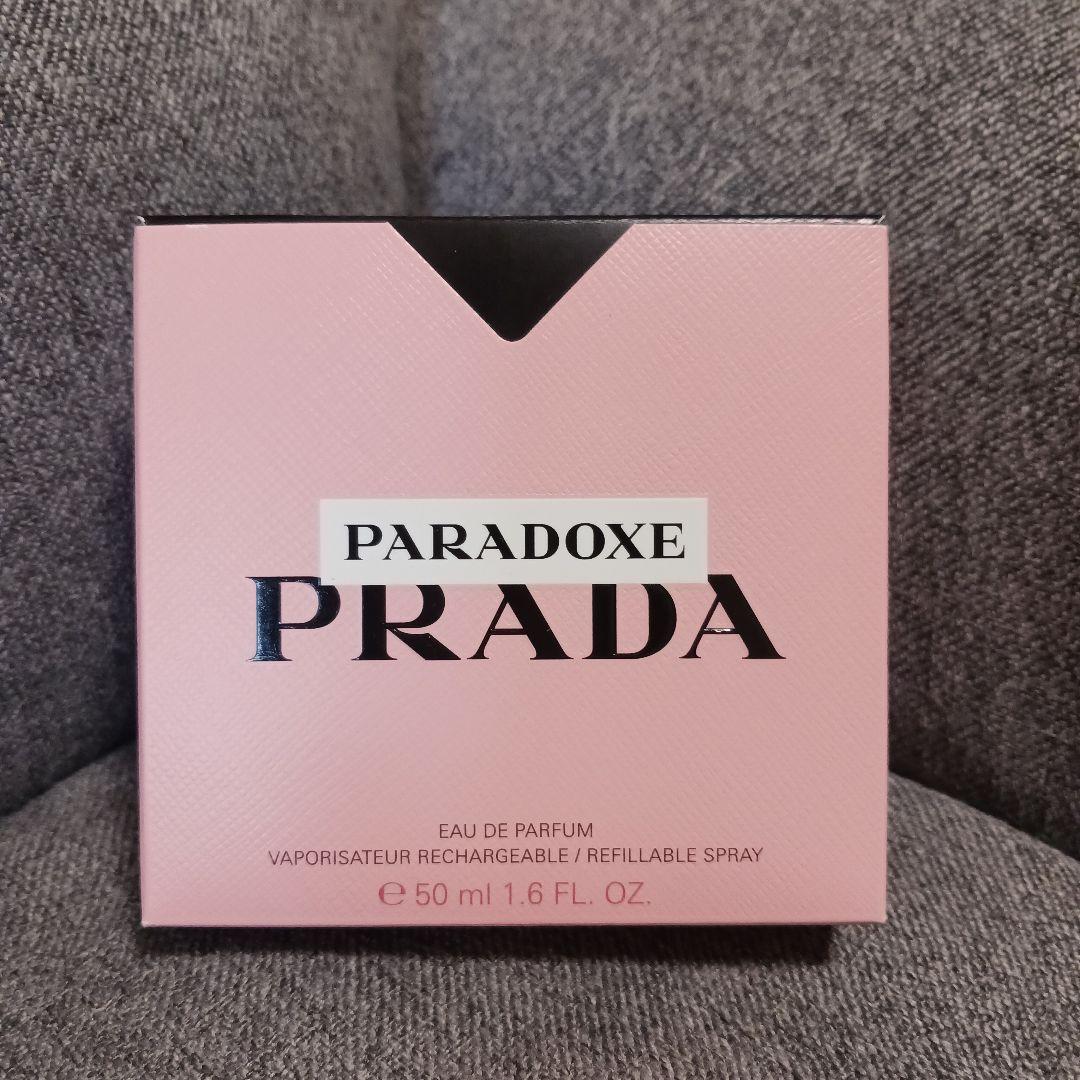 PARADOXE
PRADA
EAU DE PARFUM
VAPORISATEUR RECHARGEABLE / REFILLABLE SPRAY
℮ 50 ml 1.6 FL. OZ.